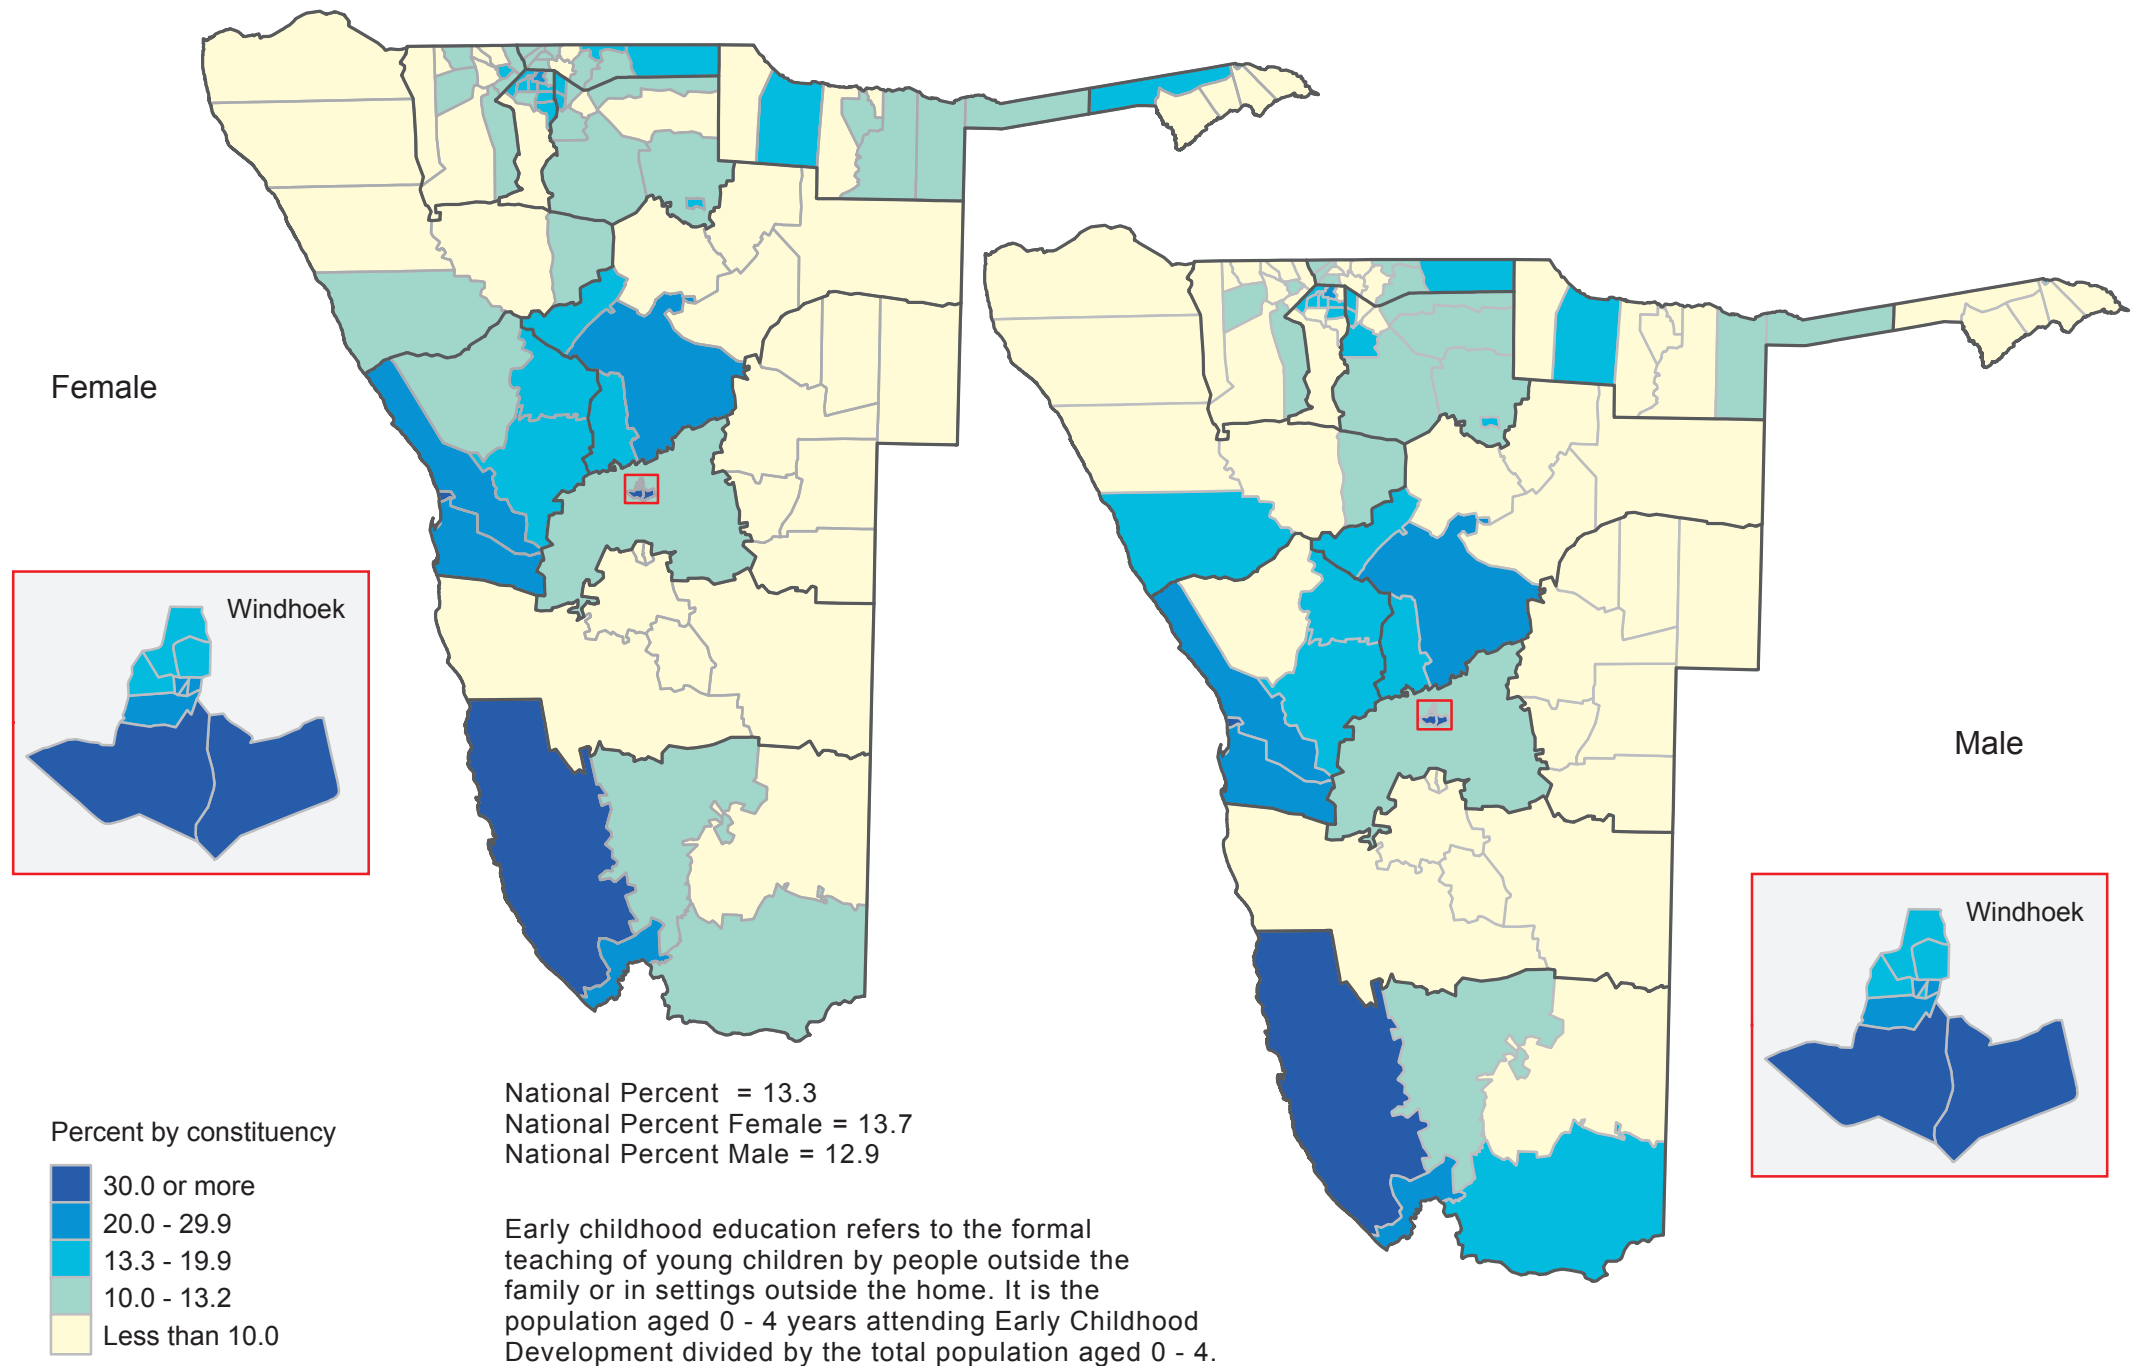 Female
Windhoek
Male
Windhoek
National Percent = 13.3
National Percent Female = 13.7
National Percent Male = 12.9
Percent by constituency
30.0 or more
20.0 - 29.9
13.3 - 19.9
10.0 - 13.2
Less than 10.0
Early childhood education refers to the formal
teaching of young children by people outside the
family or in settings outside the home. It is the
population aged 0 - 4 years attending Early Childhood
Development divided by the total population aged 0 - 4.